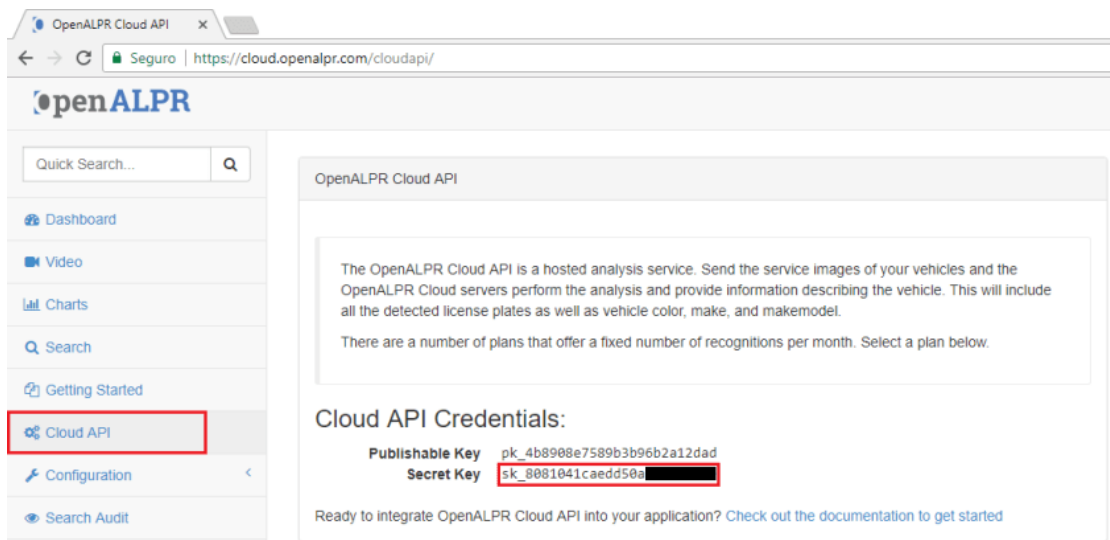 OpenALPR Cloud API
Seguro | https://cloud.openalpr.com/cloudapi/
OpenALPR
Quick Search...
Dashboard
Video
Charts
Search
Getting Started
Cloud API
Configuration
Search Audit
OpenALPR Cloud API
The OpenALPR Cloud API is a hosted analysis service. Send the service images of your vehicles and the
OpenALPR Cloud servers perform the analysis and provide information describing the vehicle. This will include
all the detected license plates as well as vehicle color, make, and makemodel.
There are a number of plans that offer a fixed number of recognitions per month. Select a plan below.
Cloud API Credentials:
Publishable Key pk_4b8908e7589b3b96b2a12dad
Secret Key sk_8081041caedd50a
Ready to integrate OpenALPR Cloud API into your application? Check out the documentation to get started